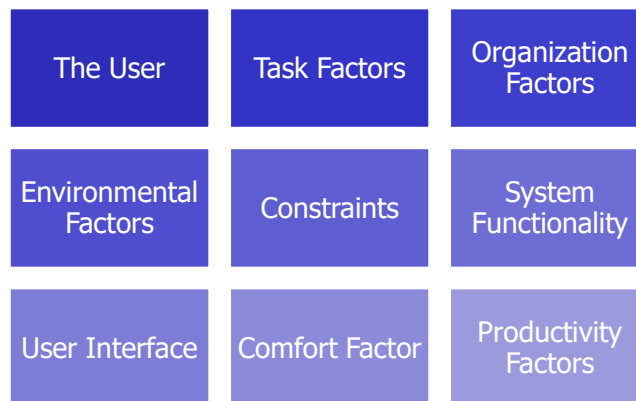 The User
Task Factors
Organization
Factors
Environmental
Factors
Constraints
System
Functionality
User Interface
Comfort Factor
Productivity
Factors